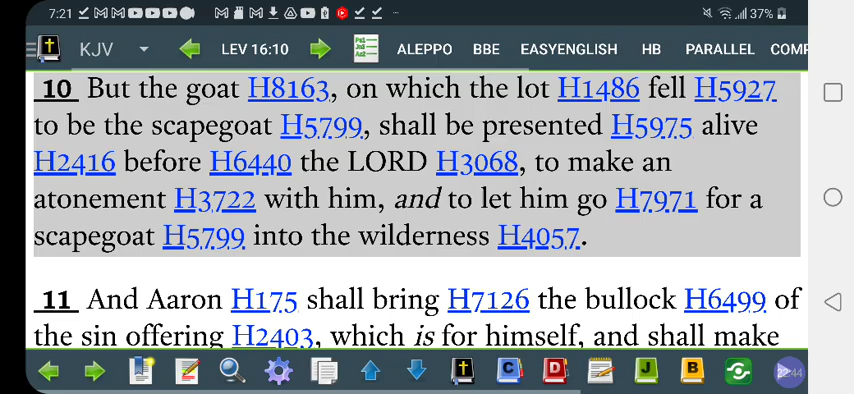 7:21 37%
KJV LEV 16:10 ALEPPO BBE EASYENGLISH HB PARALLEL COMP
10 But the goat H8163, on which the lot H1486 fell H5927
to be the scapegoat H5799, shall be presented H5975 alive
H2416 before H6440 the LORD H3068, to make an
atonement H3722 with him, and to let him go H7971 for a
scapegoat H5799 into the wilderness H4057.
11 And Aaron H175 shall bring H7126 the bullock H6499 of
the sin offering H2403, which is for himself, and shall make
C D J B